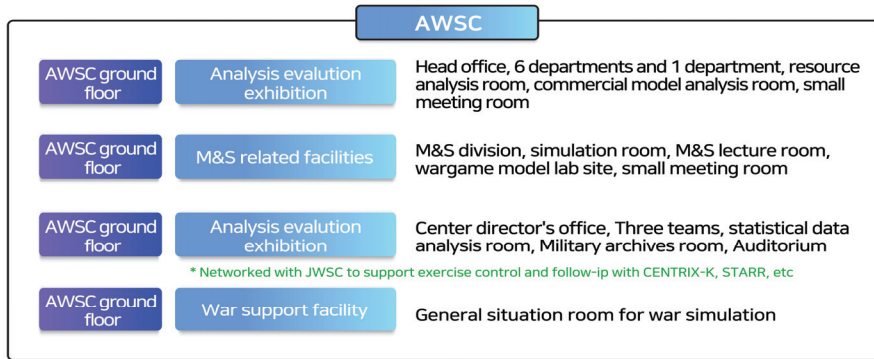 AWSC
AWSC ground
floor
Analysis evalution
exhibition
Head office, 6 departments and 1 department, resource
analysis room, commercial model analysis room, small
meeting room
AWSC ground
floor
M&S related facilities
M&S division, simulation room, M&S lecture room,
wargame model lab site, small meeting room
AWSC ground
floor
Analysis evalution
exhibition
Center director's office, Three teams, statistical data
analysis room, Military archives room, Auditorium
* Networked with JWSC to support exercise control and follow-ip with CENTRIX-K, STARR, etc
AWSC ground
floor
War support facility
General situation room for war simulation